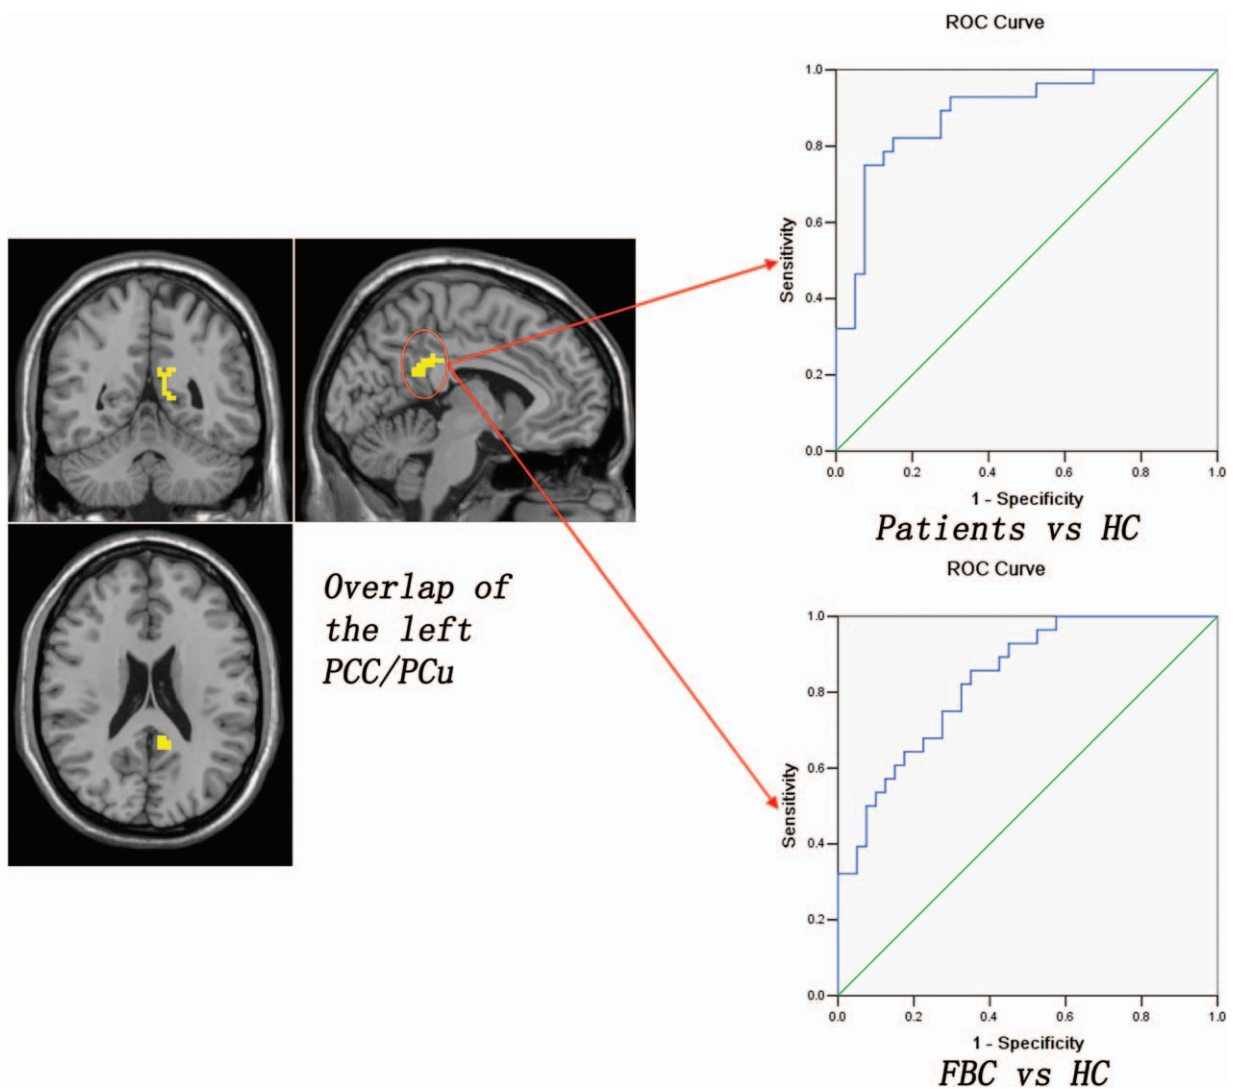 ROC Curve
1.0
0.8
0.6
0.4
0.2
0.0
Sensitivity
0.0 0.2 0.4 0.6 0.8 1.0
1 - Specificity
Patients vs HC
Overlap of
the left
PCC/PCu
ROC Curve
1.0
0.8
0.6
0.4
0.2
0.0
Sensitivity
0.0 0.2 0.4 0.6 0.8 1.0
1 - Specificity
FBC vs HC